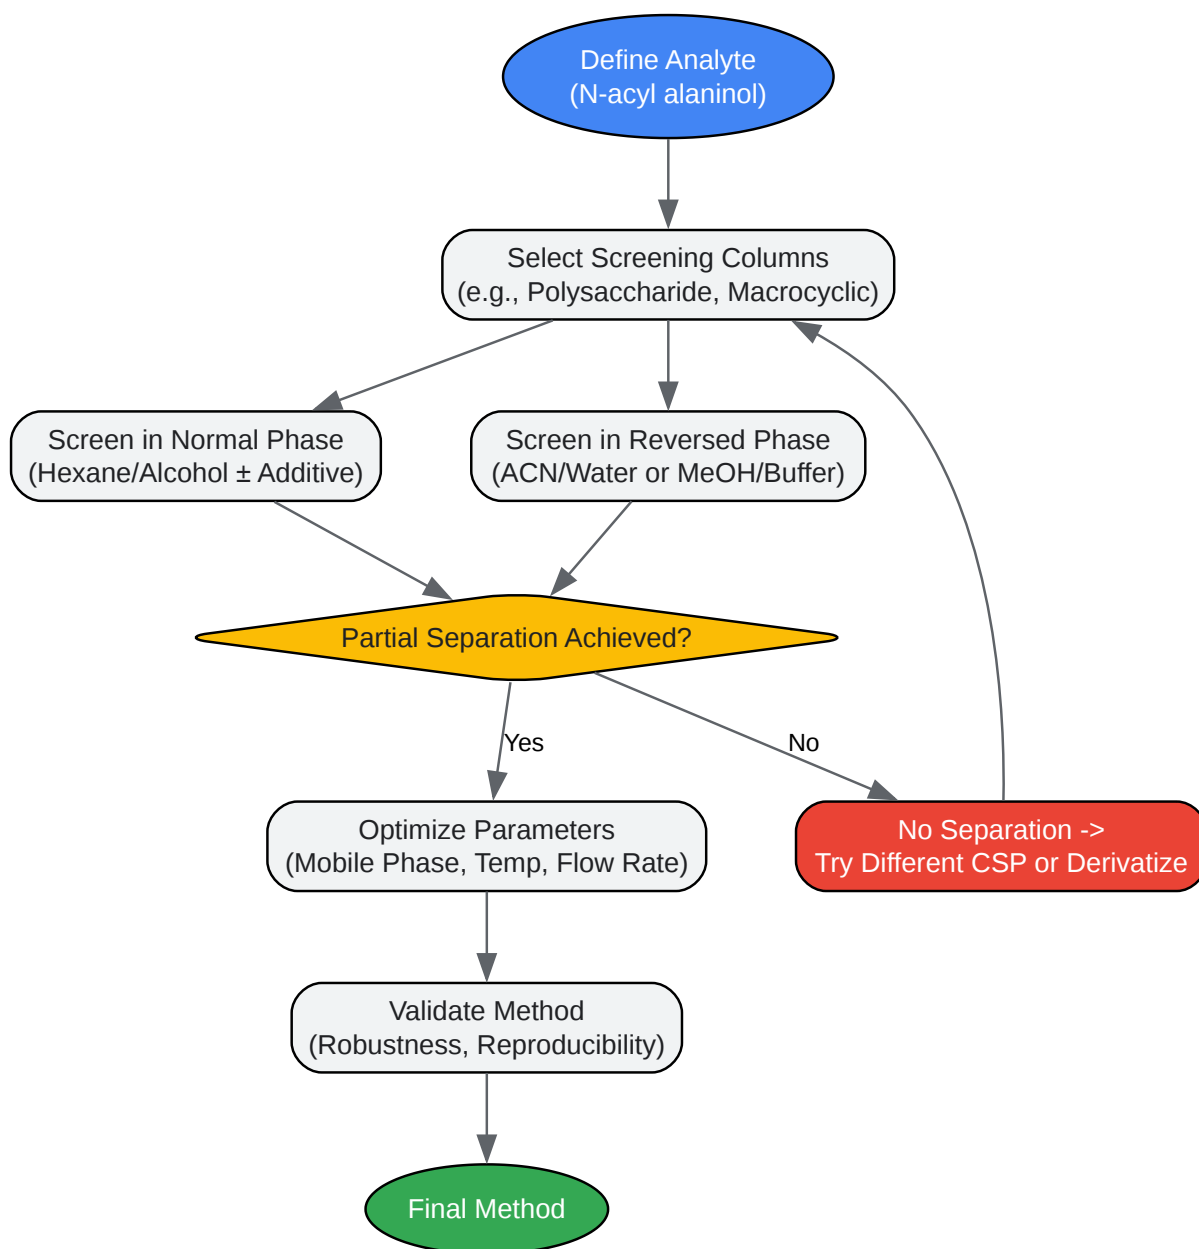 Define Analyte
(N-acyl alaninol)
Select Screening Columns
(e.g., Polysaccharide, Macrocyclic)
Screen in Normal Phase
(Hexane/Alcohol ± Additive)
Screen in Reversed Phase
(ACN/Water or MeOH/Buffer)
Partial Separation Achieved?
Yes
No
Optimize Parameters
(Mobile Phase, Temp, Flow Rate)
No Separation ->
Try Different CSP or Derivatize
Validate Method
(Robustness, Reproducibility)
Final Method